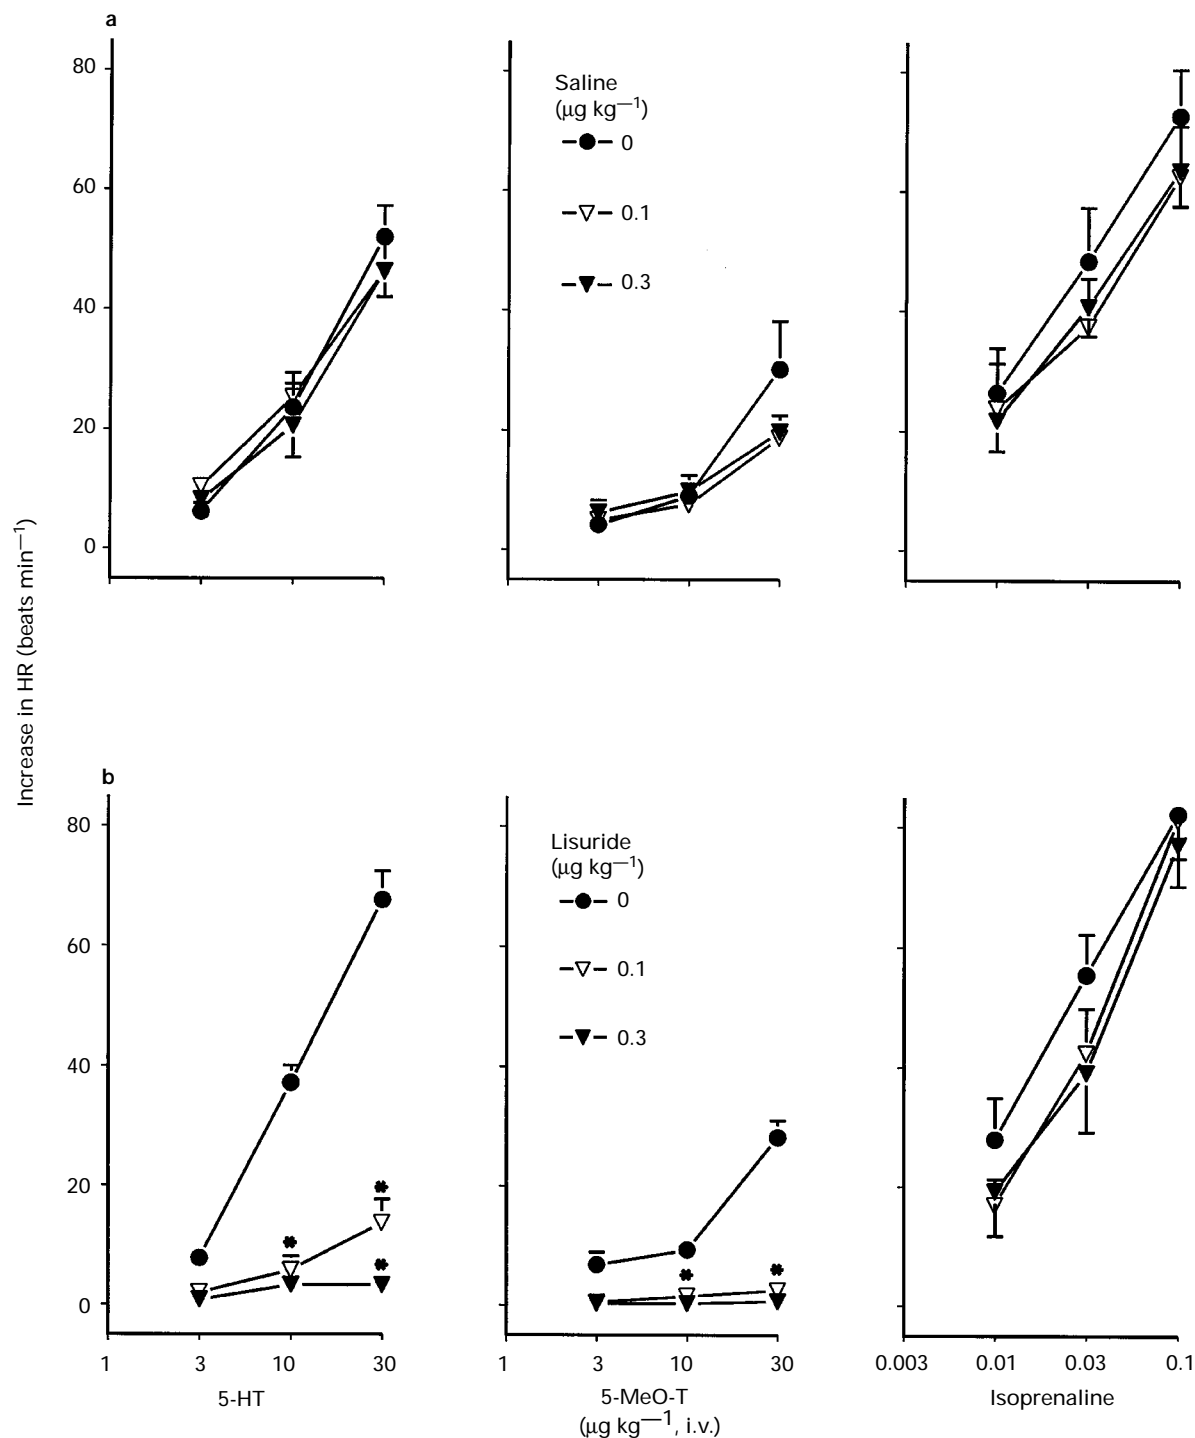 a
80
60
40
20
0
Saline
(μg kg—1)
0
0.1
0.3
Increase in HR (beats min—1)
b
80
60
40
20
0
Lisuride
(μg kg—1)
0
0.1
0.3
* * *
* *
1 3 10 30
5-HT
1 3 10 30
5-MeO-T
(μg kg—1, i.v.)
0.003 0.01 0.03 0.1
Isoprenaline